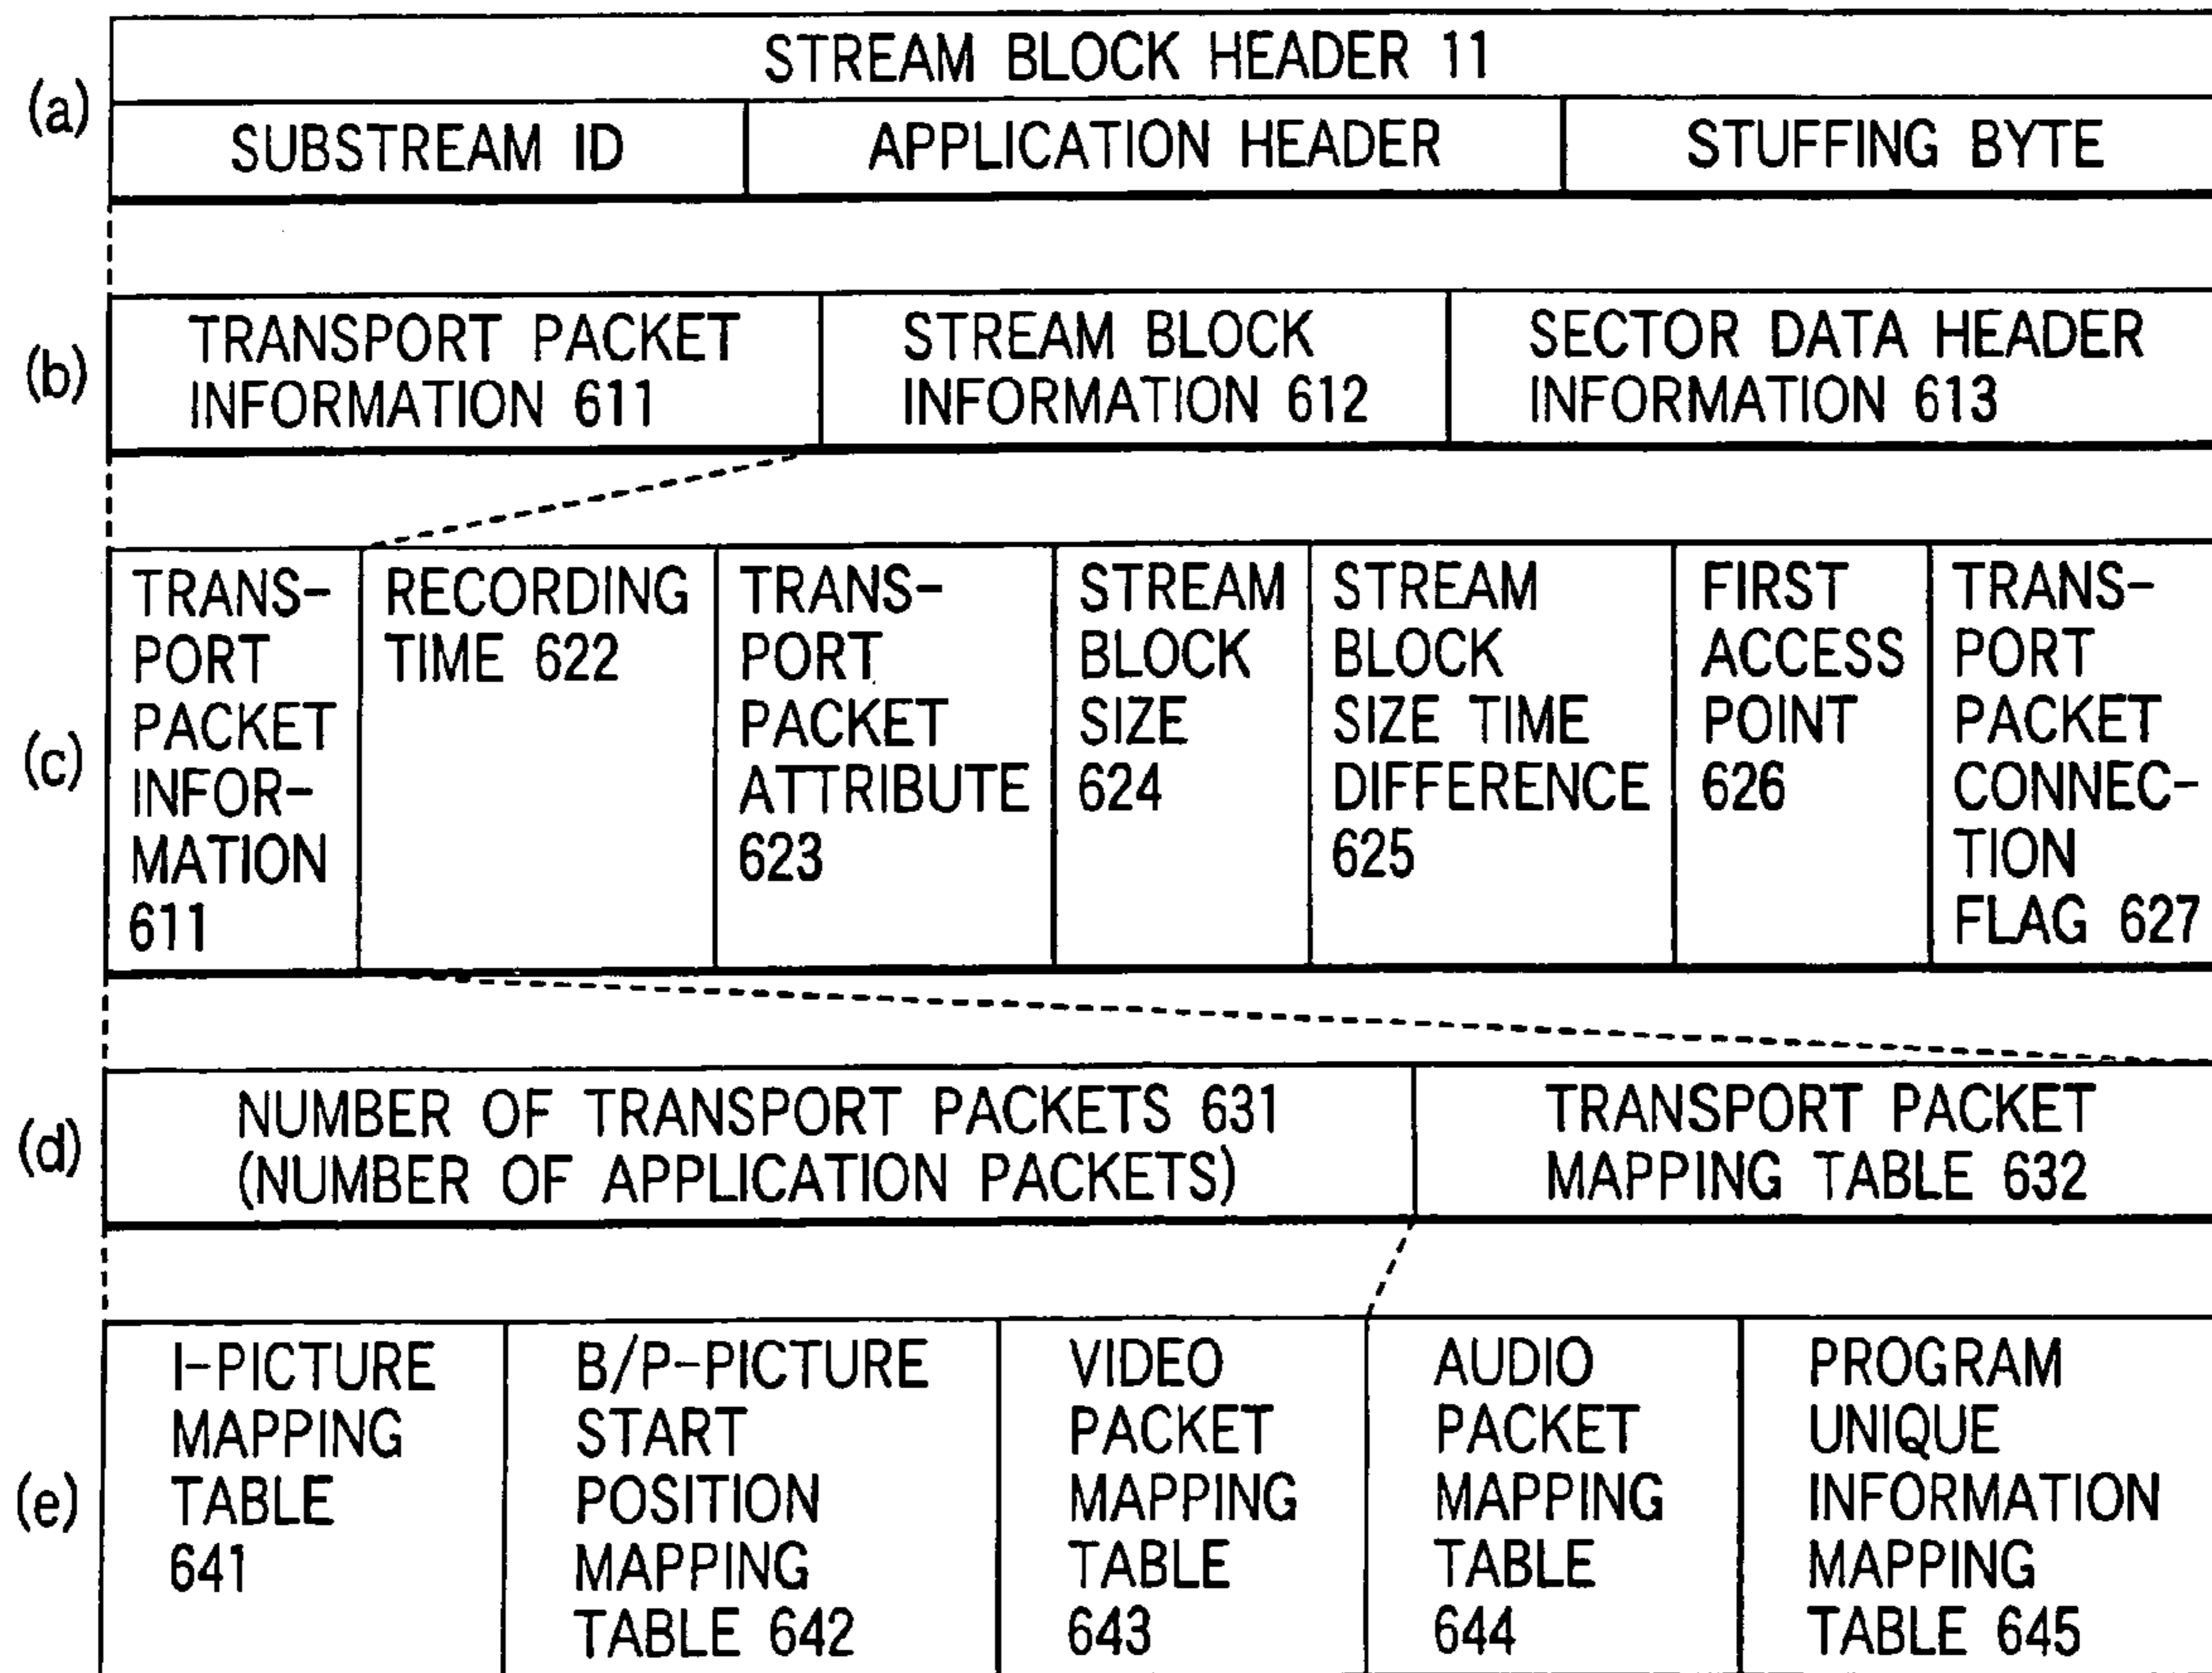 (a)
STREAM BLOCK HEADER 11
SUBSTREAM ID
APPLICATION HEADER
STUFFING BYTE
(b)
TRANSPORT PACKET
INFORMATION 611
STREAM BLOCK
INFORMATION 612
SECTOR DATA HEADER
INFORMATION 613
(c)
TRANS-
PORT
PACKET
INFOR-
MATION
611
RECORDING
TIME 622
TRANS-
PORT
PACKET
ATTRIBUTE
623
STREAM
BLOCK
SIZE
624
STREAM
BLOCK
SIZE TIME
DIFFERENCE
625
FIRST
ACCESS
POINT
626
TRANS-
PORT
PACKET
CONNEC-
TION
FLAG 627
(d)
NUMBER OF TRANSPORT PACKETS 631
(NUMBER OF APPLICATION PACKETS)
TRANSPORT PACKET
MAPPING TABLE 632
(e)
I-PICTURE
MAPPING
TABLE
641
B/P-PICTURE
START
POSITION
MAPPING
TABLE 642
VIDEO
PACKET
MAPPING
TABLE
643
AUDIO
PACKET
MAPPING
TABLE
644
PROGRAM
UNIQUE
INFORMATION
MAPPING
TABLE 645